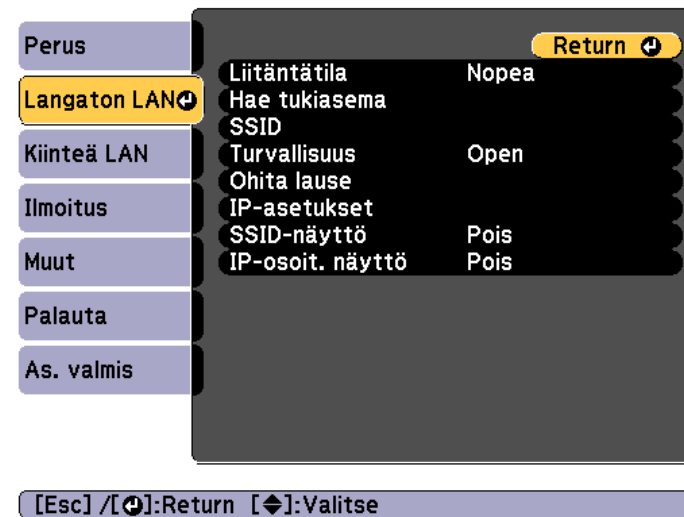 Perus
Langaton LAN
Kiinteä LAN
Ilmoitus
Muut
Palauta
As. valmis
Return
Liitäntätila Nopea
Hae tukiasema
SSID
Turvallisuus Open
Ohita lause
IP-asetukset
SSID-näyttö Pois
IP-osoit. näyttö Pois
[Esc] /[⏎]:Return [◆]:Valitse